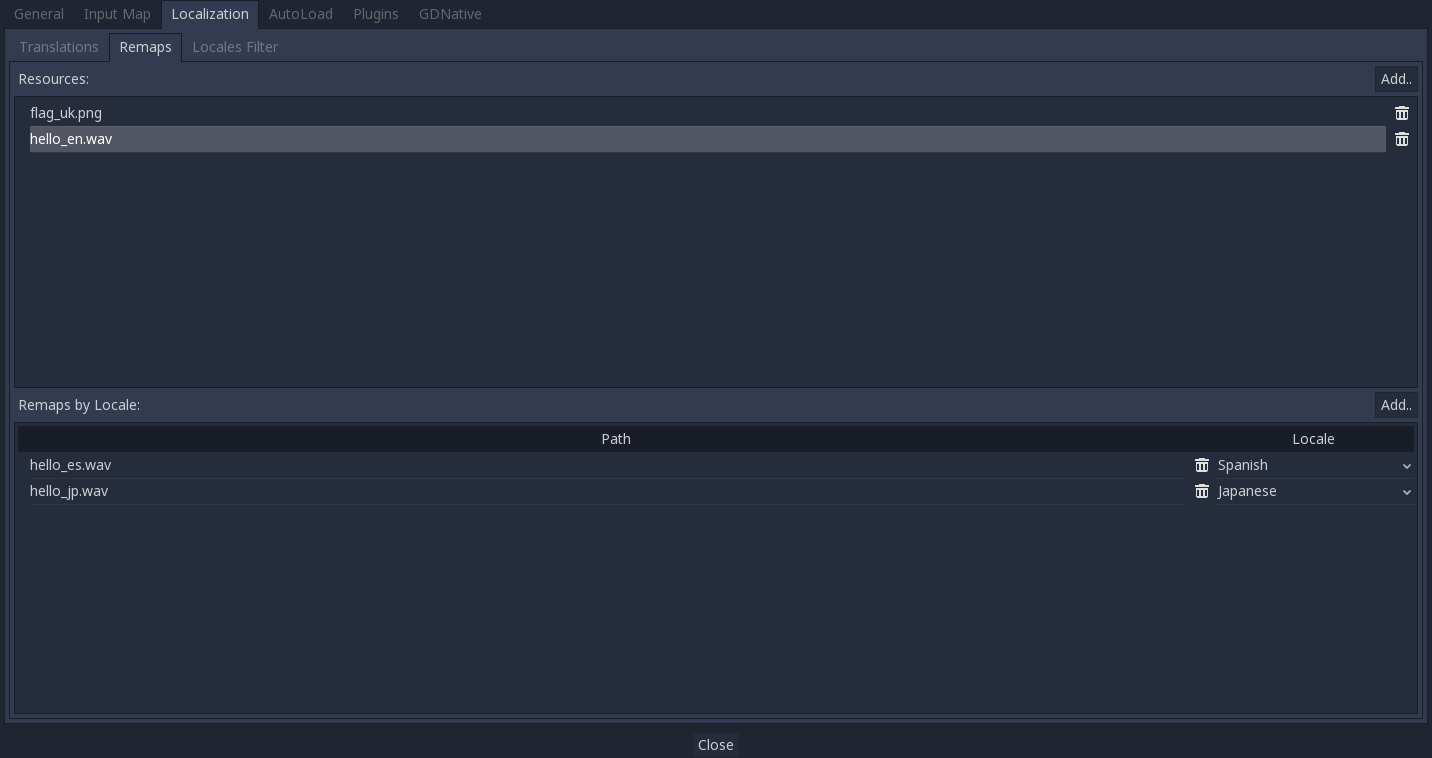 General Input Map Localization AutoLoad Plugins GDNative
Translations Remaps Locales Filter
Resources: Add..
flag_uk.png
hello_en.wav
Remaps by Locale: Add..
Path Locale
hello_es.wav Spanish
hello_jp.wav Japanese
Close